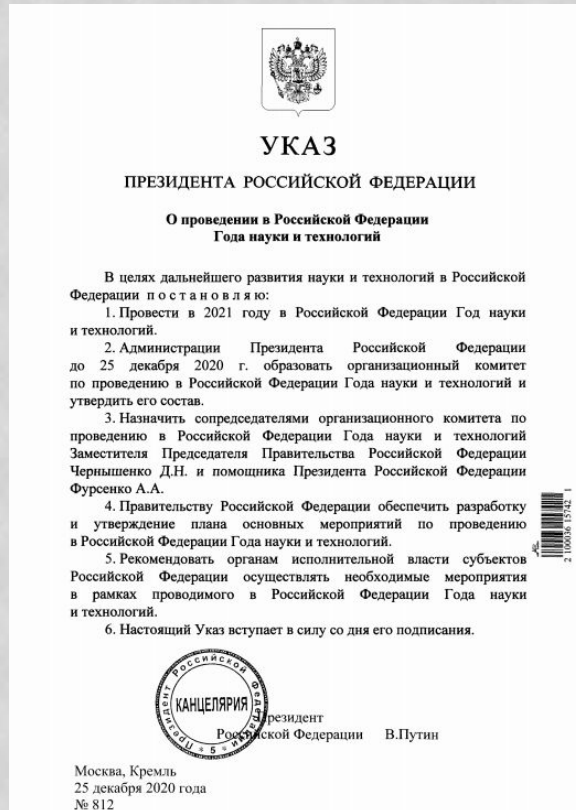 УКАЗ
ПРЕЗИДЕНТА РОССИЙСКОЙ ФЕДЕРАЦИИ
О проведении в Российской Федерации
Года науки и технологий
В целях дальнейшего развития науки и технологий в Российской
Федерации п о с т а н о в л я ю:
1. Провести в 2021 году в Российской Федерации Год науки
и технологий.
2. Администрации Президента Российской Федерации
до 25 декабря 2020 г. образовать организационный комитет
по проведению в Российской Федерации Года науки и технологий и
утвердить его состав.
3. Назначить сопредседателями организационного комитета по
проведению в Российской Федерации Года науки и технологий
Заместителя Председателя Правительства Российской Федерации
Чернышенко Д.Н. и помощника Президента Российской Федерации
Фурсенко А.А.
4. Правительству Российской Федерации обеспечить разработку
и утверждение плана основных мероприятий по проведению
в Российской Федерации Года науки и технологий.
5. Рекомендовать органам исполнительной власти субъектов
Российской Федерации осуществлять необходимые мероприятия
в рамках проводимого в Российской Федерации Года науки
и технологий.
6. Настоящий Указ вступает в силу со дня его подписания.
Президент Российской Федерации
КАНЦЕЛЯРИЯ
* 5 *
Президент
Российской Федерации В.Путин
Москва, Кремль
25 декабря 2020 года
№ 812
2 100036 15742 1